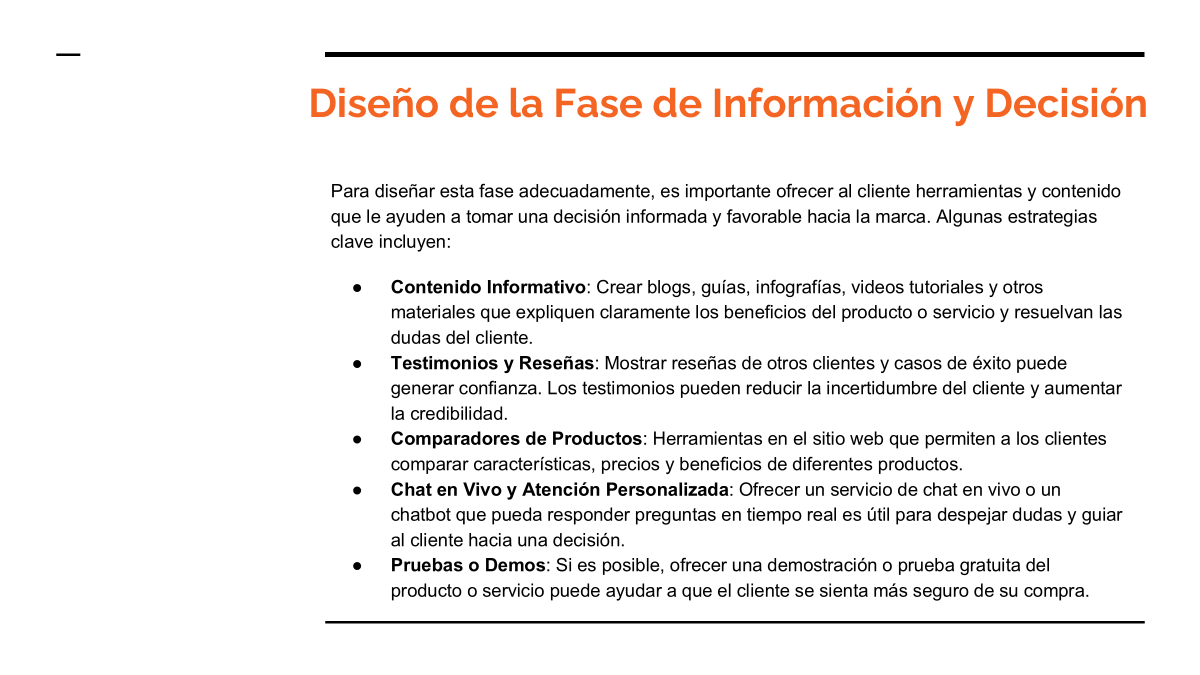 Diseño de la Fase de Información y Decisión
Para diseñar esta fase adecuadamente, es importante ofrecer al cliente herramientas y contenido
que le ayuden a tomar una decisión informada y favorable hacia la marca. Algunas estrategias
clave incluyen:
● Contenido Informativo: Crear blogs, guías, infografías, videos tutoriales y otros
materiales que expliquen claramente los beneficios del producto o servicio y resuelvan las
dudas del cliente.
● Testimonios y Reseñas: Mostrar reseñas de otros clientes y casos de éxito puede
generar confianza. Los testimonios pueden reducir la incertidumbre del cliente y aumentar
la credibilidad.
● Comparadores de Productos: Herramientas en el sitio web que permiten a los clientes
comparar características, precios y beneficios de diferentes productos.
● Chat en Vivo y Atención Personalizada: Ofrecer un servicio de chat en vivo o un
chatbot que pueda responder preguntas en tiempo real es útil para despejar dudas y guiar
al cliente hacia una decisión.
● Pruebas o Demos: Si es posible, ofrecer una demostración o prueba gratuita del
producto o servicio puede ayudar a que el cliente se sienta más seguro de su compra.